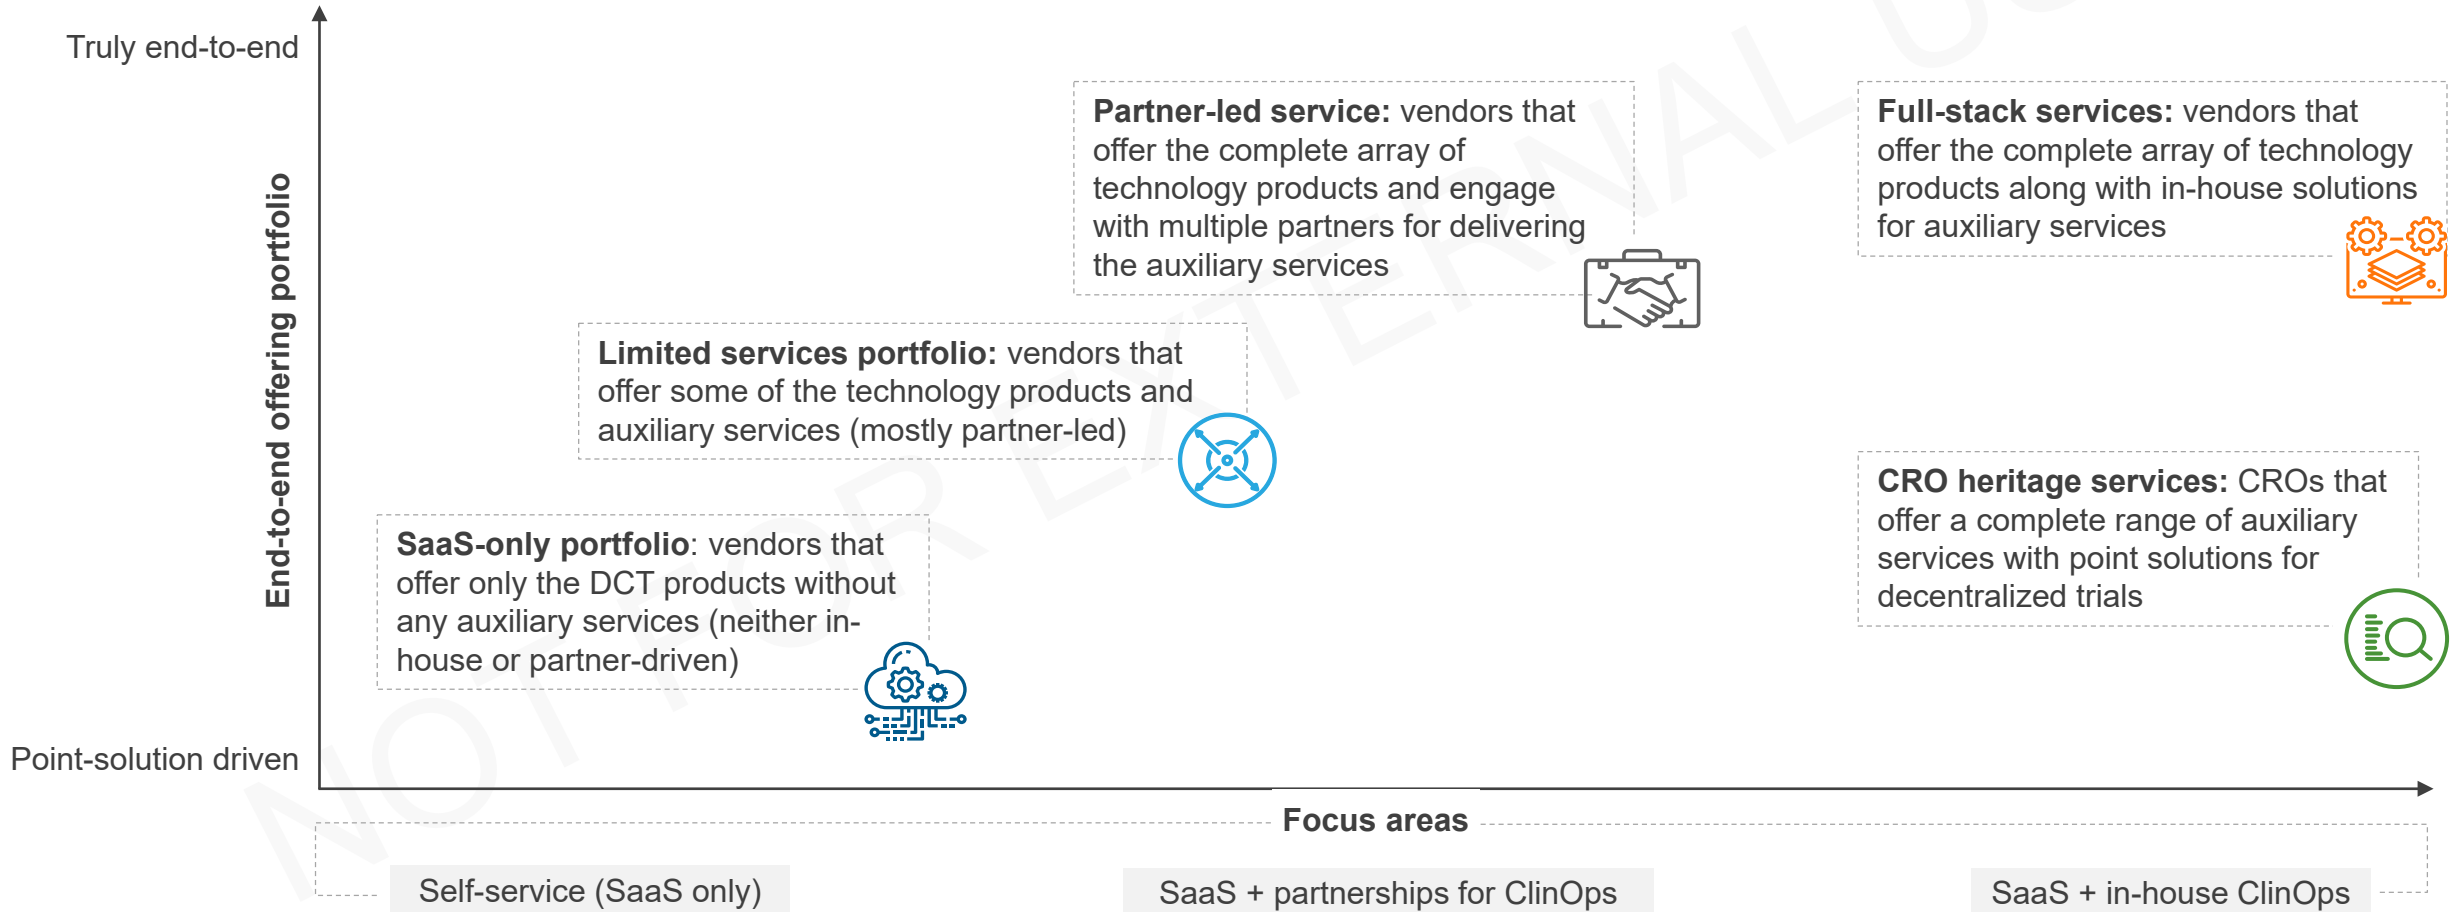 Truly end-to-end
End-to-end offering portfolio
Point-solution driven
Partner-led service: vendors that
offer the complete array of
technology products and engage
with multiple partners for delivering
the auxiliary services
Full-stack services: vendors that
offer the complete array of technology
products along with in-house solutions
for auxiliary services
Limited services portfolio: vendors that
offer some of the technology products and
auxiliary services (mostly partner-led)
CRO heritage services: CROs that
offer a complete range of auxiliary
services with point solutions for
decentralized trials
SaaS-only portfolio: vendors that
offer only the DCT products without
any auxiliary services (neither in-
house or partner-driven)
Focus areas
Self-service (SaaS only)
SaaS + partnerships for ClinOps
SaaS + in-house ClinOps
NOT FOR EXTERNAL